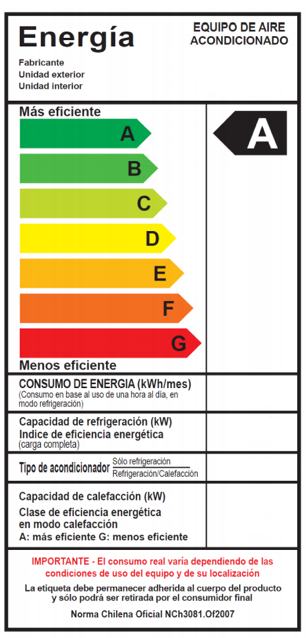 Energía
EQUIPO DE AIRE
ACONDICIONADO
Fabricante
Unidad exterior
Unidad interior
Más eficiente
A
A
B
C
D
E
F
G
Menos eficiente
CONSUMO DE ENERGIA (kWh/mes)
(Consumo en base al uso de una hora al día, en
modo refrigeración)
Capacidad de refrigeración (kW)
Indice de eficiencia energética
(carga completa)
Tipo de acondicionador
Sólo refrigeración
Refrigeración/Calefacción
Capacidad de calefacción (kW)
Clase de eficiencia energética
en modo calefacción
A: más eficiente G: menos eficiente
IMPORTANTE - El consumo real varia dependiendo de las
condiciones de uso del equipo y de su localización
La etiqueta debe permanecer adherida al cuerpo del producto
y sólo podrá ser retirada por el consumidor final
Norma Chilena Oficial NCh3081.Of2007